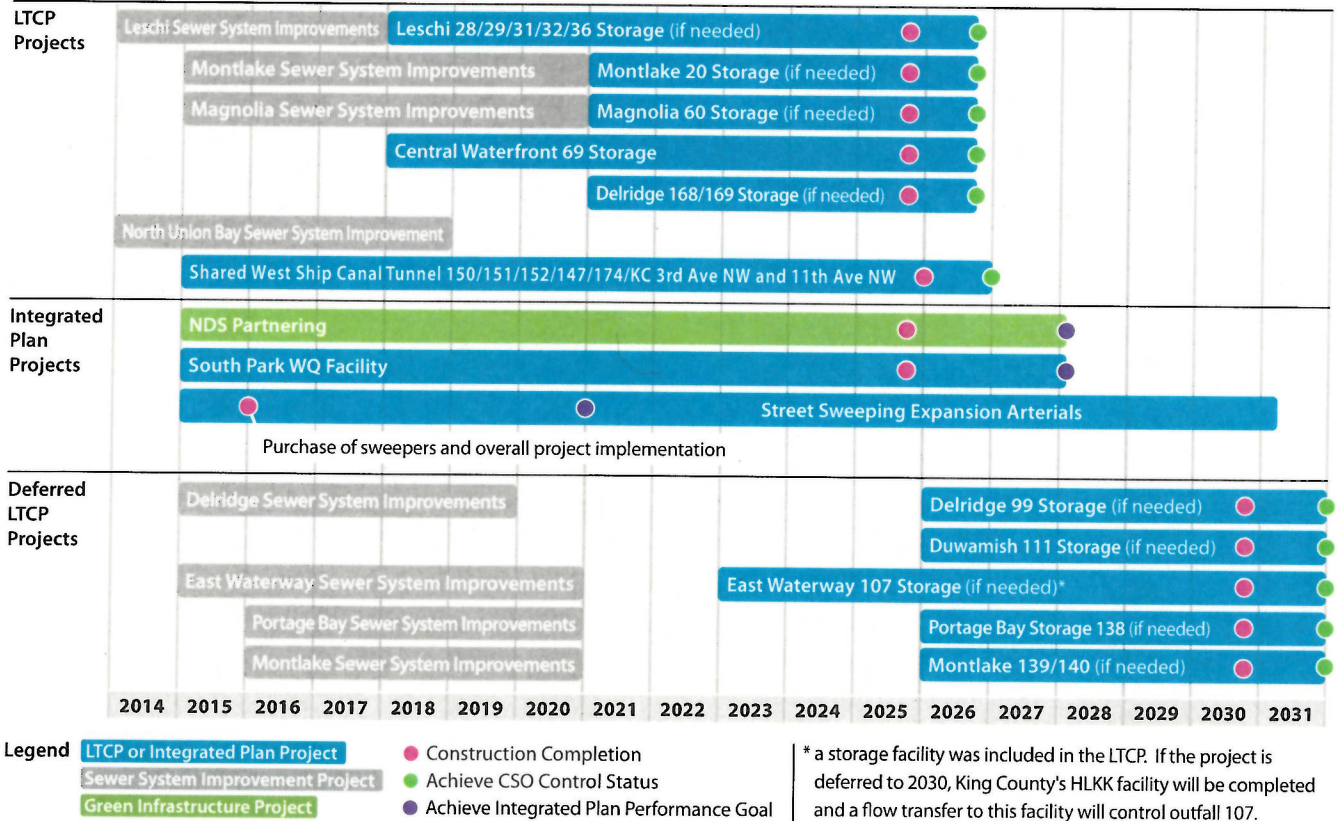 LTCP
Projects
Leschi Sewer System Improvements
Leschi 28/29/31/32/36 Storage (if needed)
Montlake Sewer System Improvements
Montlake 20 Storage (if needed)
Magnolia Sewer System Improvements
Magnolia 60 Storage (if needed)
Central Waterfront 69 Storage
Delridge 168/169 Storage (if needed)
North Union Bay Sewer System Improvement
Shared West Ship Canal Tunnel 150/151/152/147/174/KC 3rd Ave NW and 11th Ave NW
Integrated
Plan
Projects
NDS Partnering
South Park WQ Facility
Street Sweeping Expansion Arterials
Purchase of sweepers and overall project implementation
Deferred
LTCP
Projects
Delridge Sewer System Improvements
Delridge 99 Storage (if needed)
Duwamish 111 Storage (if needed)
East Waterway Sewer System Improvements
East Waterway 107 Storage (if needed)*
Portage Bay Sewer System Improvements
Portage Bay Storage 138 (if needed)
Montlake Sewer System Improvements
Montlake 139/140 (if needed)
2014 2015 2016 2017 2018 2019 2020 2021 2022 2023 2024 2025 2026 2027 2028 2029 2030 2031
Legend
LTCP or Integrated Plan Project
Sewer System Improvement Project
Green Infrastructure Project
Construction Completion
Achieve CSO Control Status
Achieve Integrated Plan Performance Goal
* a storage facility was included in the LTCP. If the project is
deferred to 2030, King County's HLKK facility will be completed
and a flow transfer to this facility will control outfall 107.